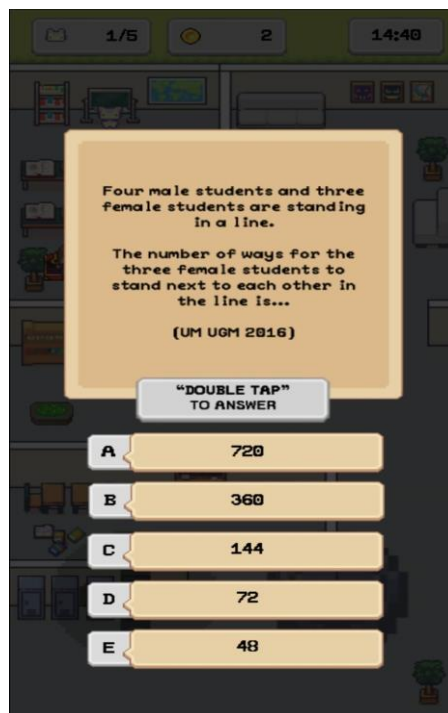 1/5
2
14:40
Four male students and three
female students are standing
in a line.
The number of ways for the
three female students to
stand next to each other in
the line is...
(UM UGM 2016)
“DOUBLE TAP”
TO ANSWER
A
720
B
360
C
144
D
72
E
48